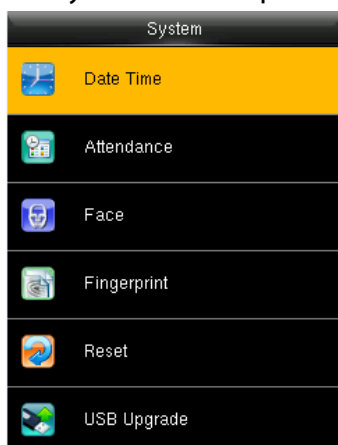 System
Date Time
Attendance
Face
Fingerprint
Reset
USB Upgrade